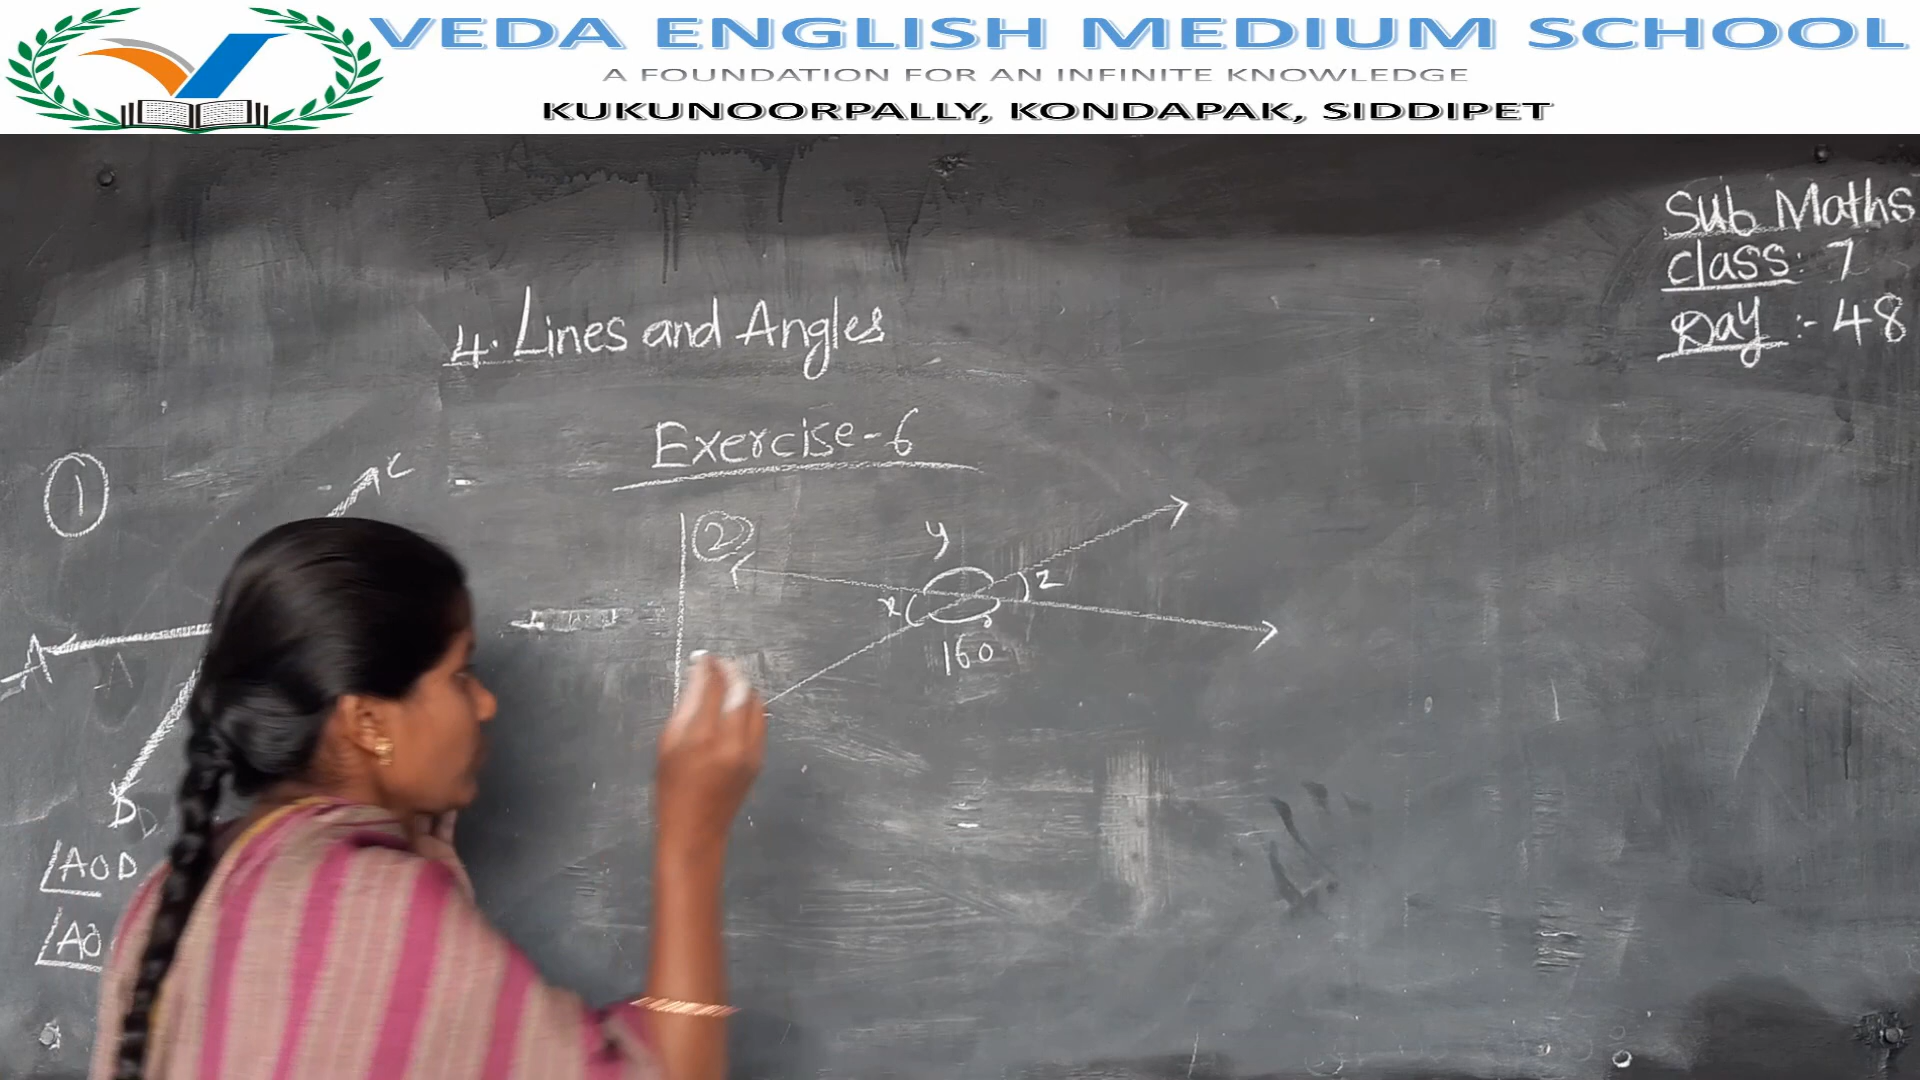 VEDA ENGLISH MEDIUM SCHOOL
A FOUNDATION FOR AN INFINITE KNOWLEDGE
KUKUNOORPALLY, KONDAPAK, SIDDIPET
Sub Maths
Class: 7
Day :- 48
4. Lines and Angles
Exercise-6
1
C
A
A
D
D
∠AOD
∠AO
2
y
x
z
160